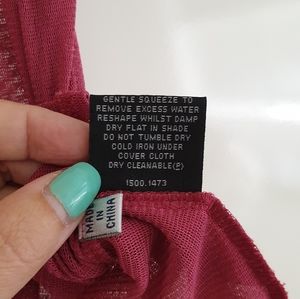 GENTLE SQUEEZE TO
REMOVE EXCESS WATER
RESHAPE WHILST DAMP
DRY FLAT IN SHADE
DO NOT TUMBLE DRY
COLD IRON UNDER
COVER CLOTH
DRY CLEANABLE(P)
1500.1473
MADE
IN
CHINA